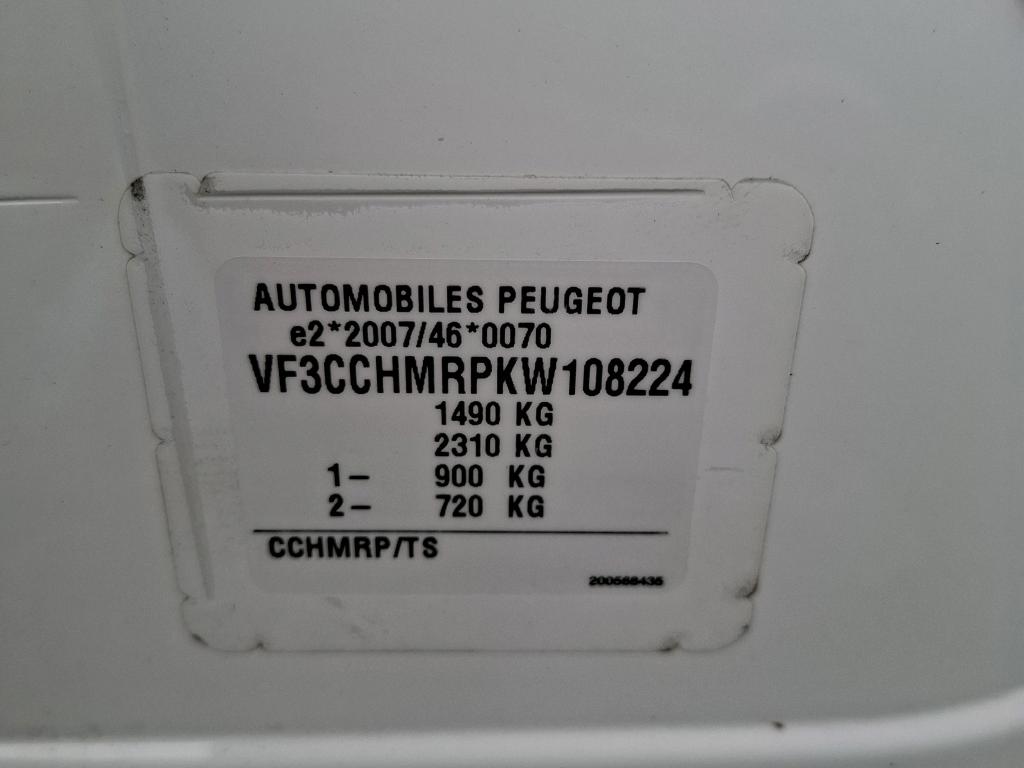 AUTOMOBILES PEUGEOT
e2*2007/46*0070
VF3CCHMRPKW108224
1490 KG
2310 KG
1- 900 KG
2- 720 KG
CCHMRP/TS
200568435